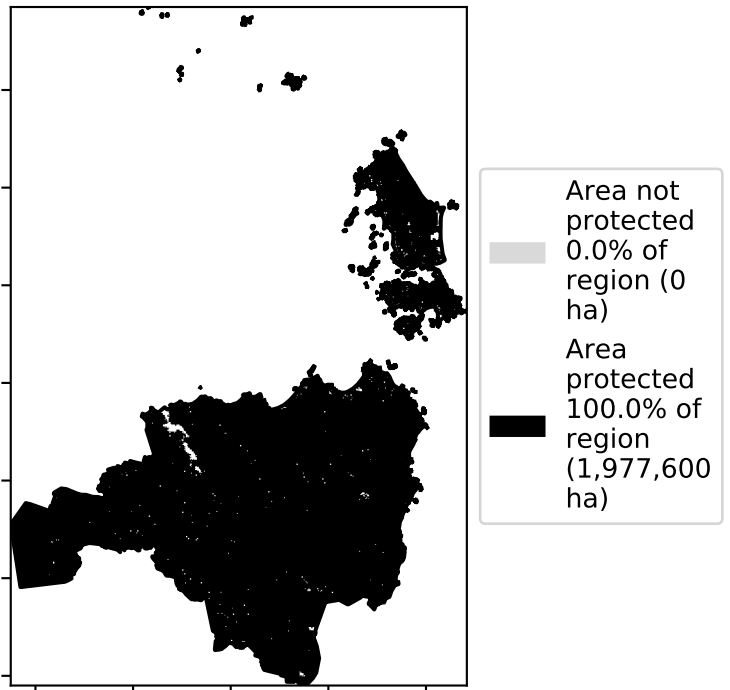 Area not
protected
0.0% of
region (0
ha)
Area
protected
100.0% of
region
(1,977,600
ha)